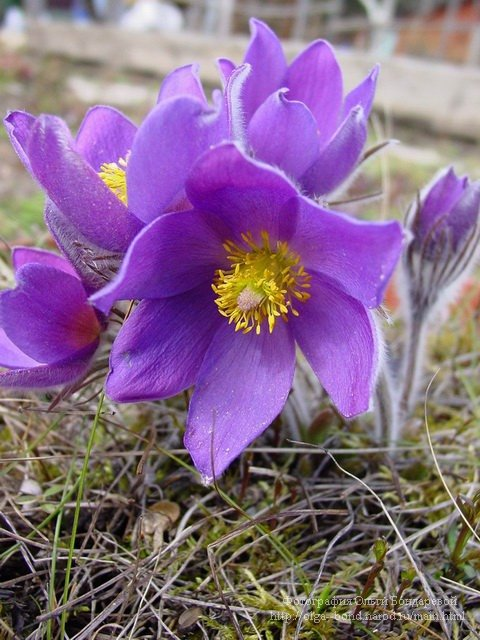 Фотография Ольги Бондаревой
http://olga-bond.narod.ru/main.html